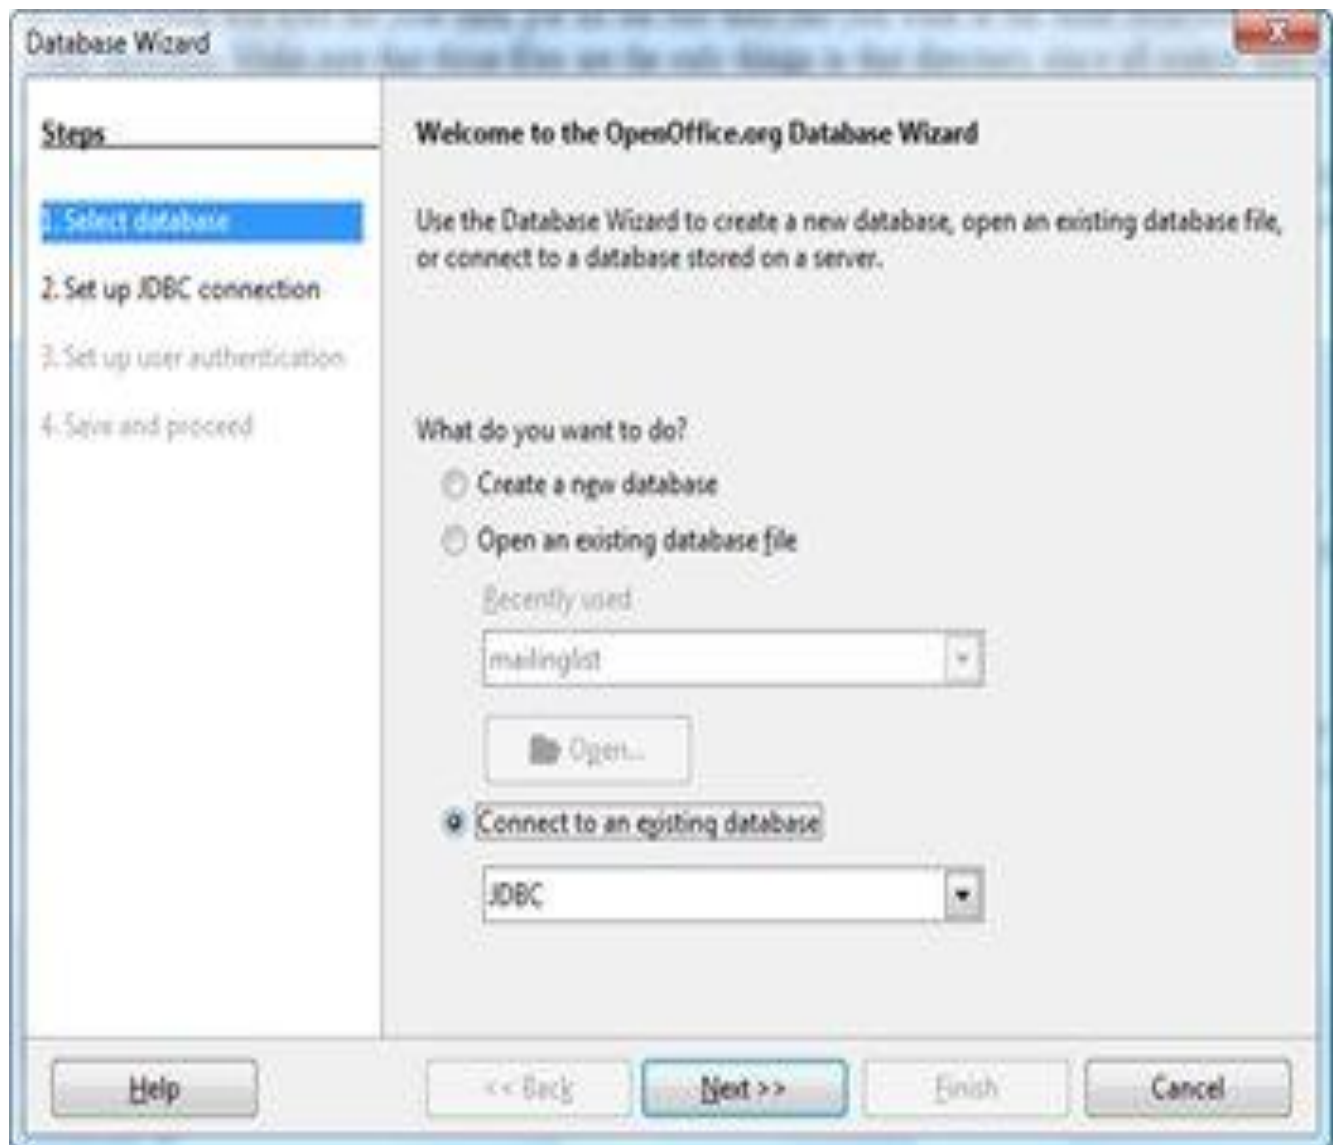 Database Wizard
Steps
1. Select database
2. Set up JDBC connection
3. Set up user authentication
4. Save and proceed
Welcome to the OpenOffice.org Database Wizard
Use the Database Wizard to create a new database, open an existing database file,
or connect to a database stored on a server.
What do you want to do?
Create a new database
Open an existing database file
Recently used
mailinglist
Open...
Connect to an existing database
JDBC
Help
<< Back
Next >>
Finish
Cancel